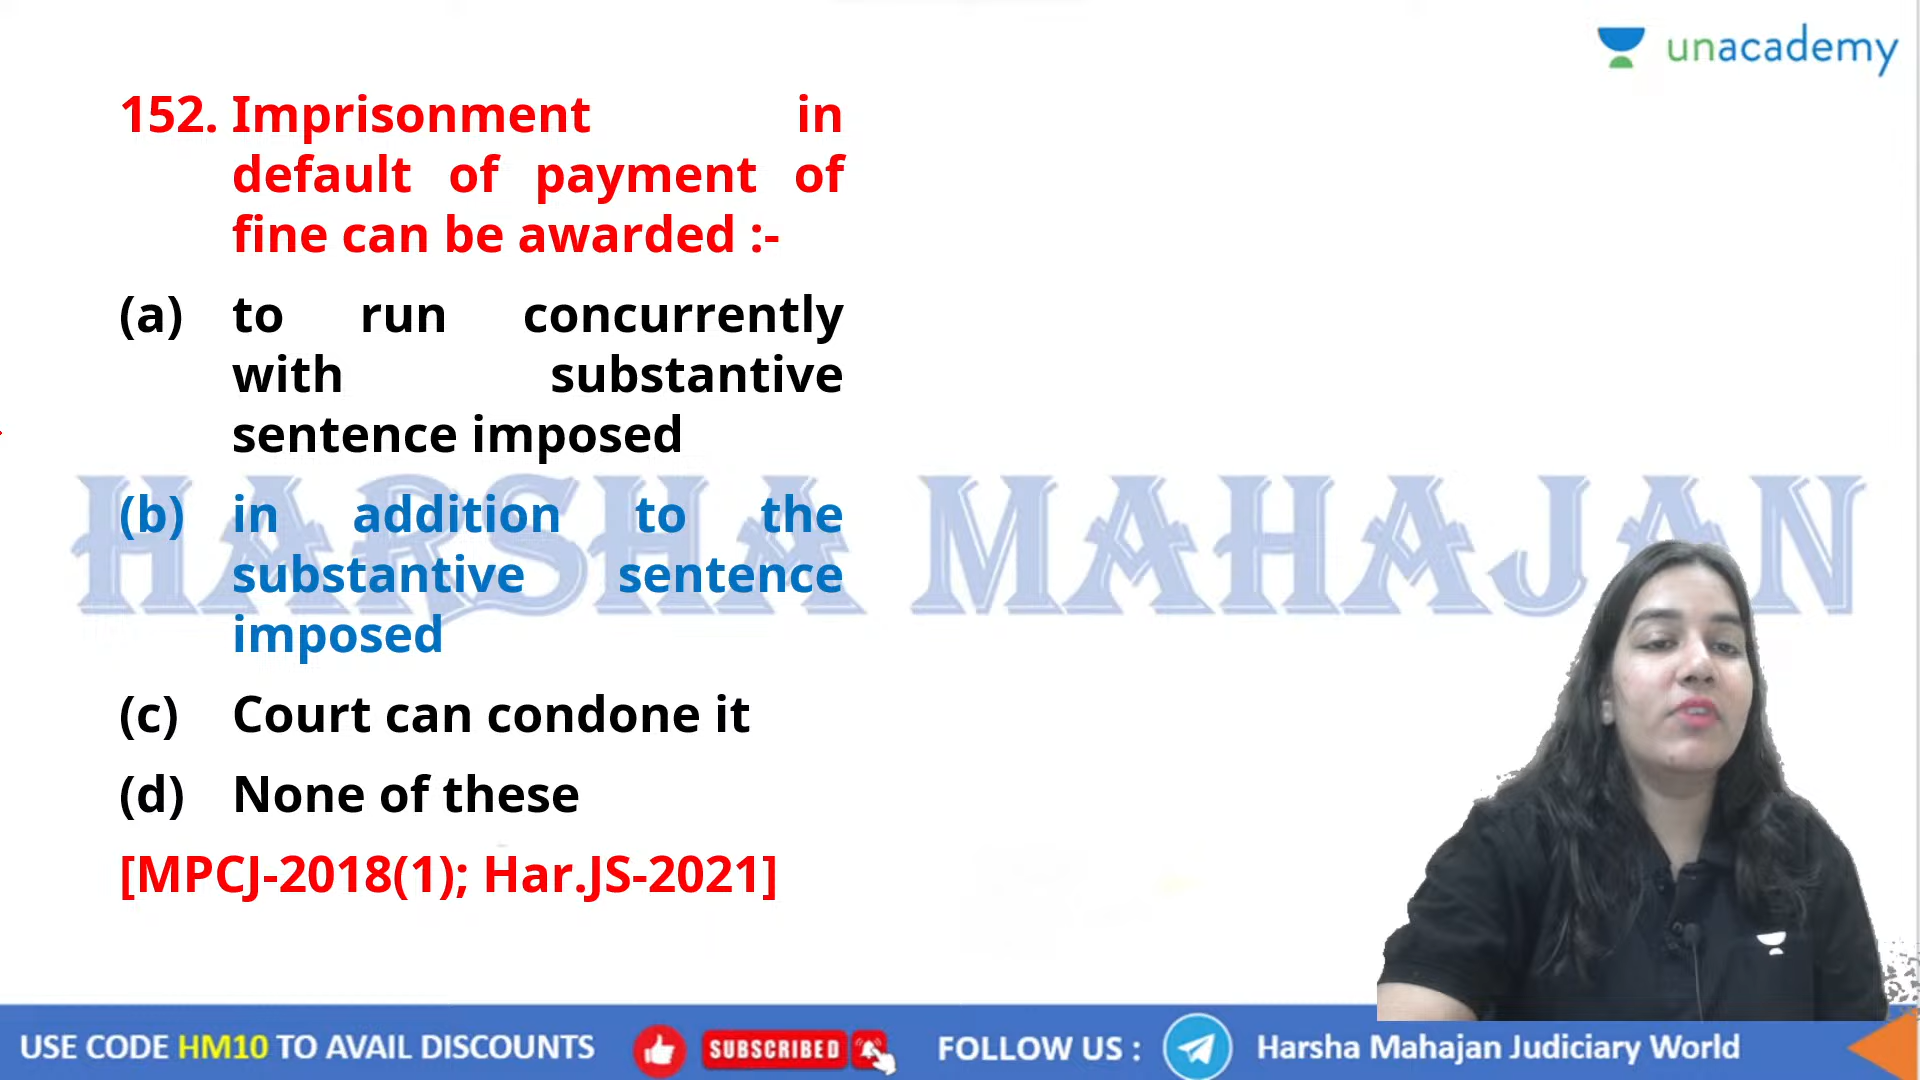 unacademy
152. Imprisonment in
default of payment of
fine can be awarded :-
(a) to run concurrently
with substantive
sentence imposed
HARSHA MAHAJAN
(b) in addition to the
substantive sentence
imposed
(c) Court can condone it
(d) None of these
[MPCJ-2018(1); Har.JS-2021]
USE CODE HM10 TO AVAIL DISCOUNTS SUBSCRIBED FOLLOW US : Harsha Mahajan Judiciary World